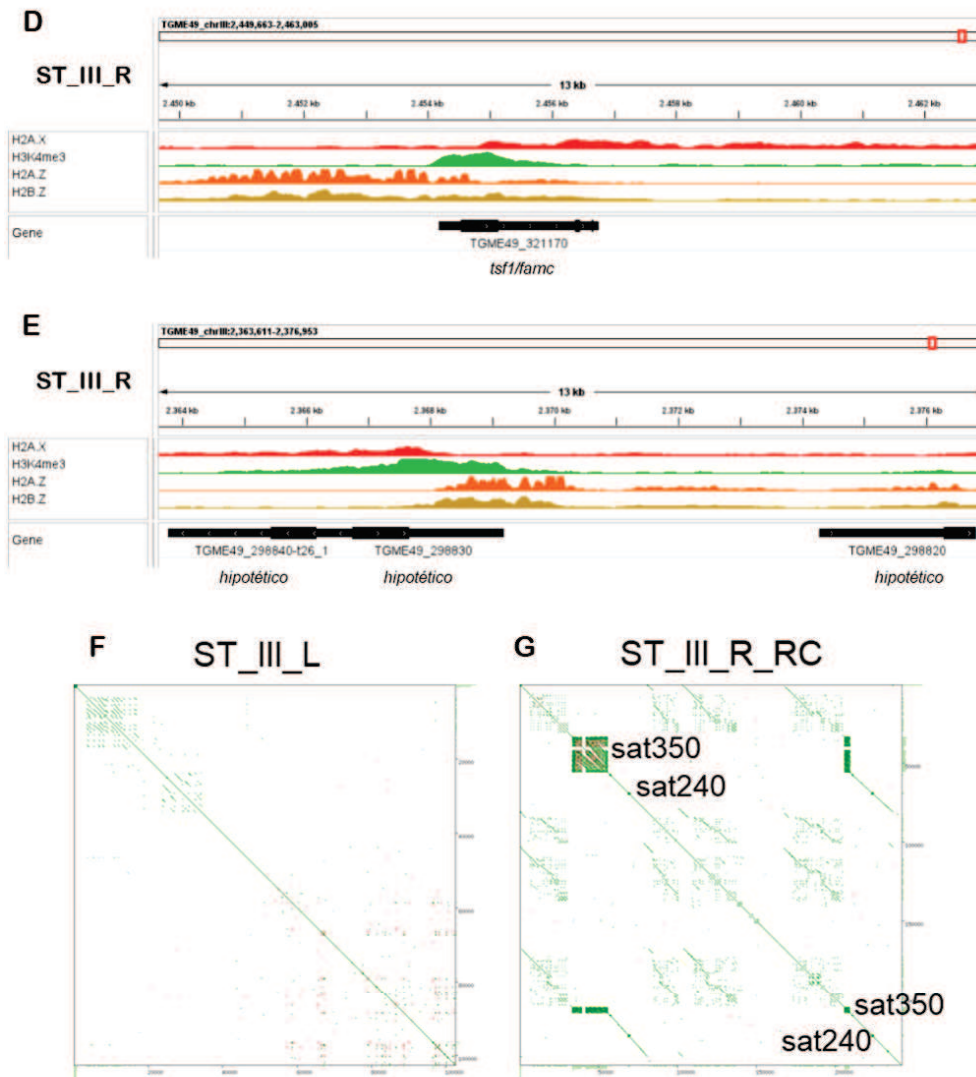 D
TGME49_chrIII:2,449,663-2,463,005
ST_III_R
13 kb
2.450 kb 2.452 kb 2.454 kb 2.456 kb 2.458 kb 2.460 kb 2.462 kb
H2A.X
H3K4me3
H2A.Z
H2B.Z
Gene
TGME49_321170
tsf1/famc
E
TGME49_chrIII:2,363,611-2,376,953
ST_III_R
13 kb
2.364 kb 2.366 kb 2.368 kb 2.370 kb 2.372 kb 2.374 kb 2.376 kb
H2A.X
H3K4me3
H2A.Z
H2B.Z
Gene
TGME49_298840-t26_1 TGME49_298830 TGME49_298820
hipotético hipotético hipotético
F ST_III_L G ST_III_R_RC
sat350
sat240
sat350
sat240